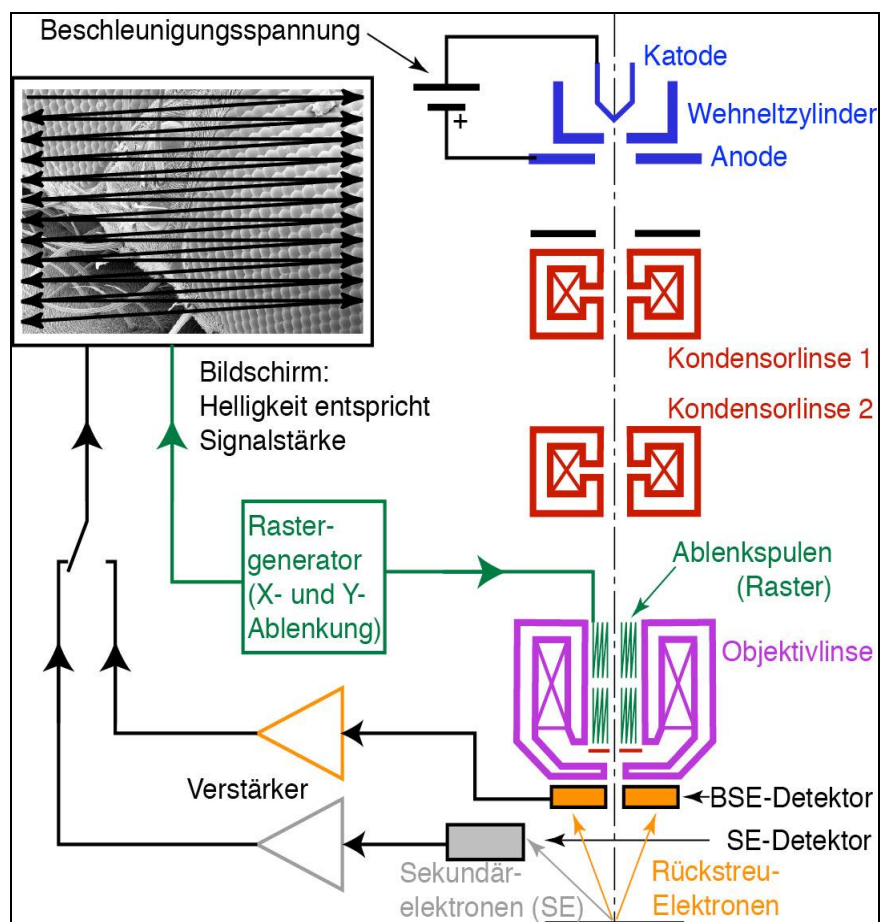 Beschleunigungsspannung
Katode
Wehneltzylinder
+
Anode
Kondensorlinse 1
Bildschirm:
Helligkeit entspricht
Signalstärke
Kondensorlinse 2
Raster-
generator
(X- und Y-
Ablenkung)
Ablenkspulen
(Raster)
Objektivlinse
Verstärker
BSE-Detektor
SE-Detektor
Sekundär-
elektronen (SE)
Rückstreu-
Elektronen